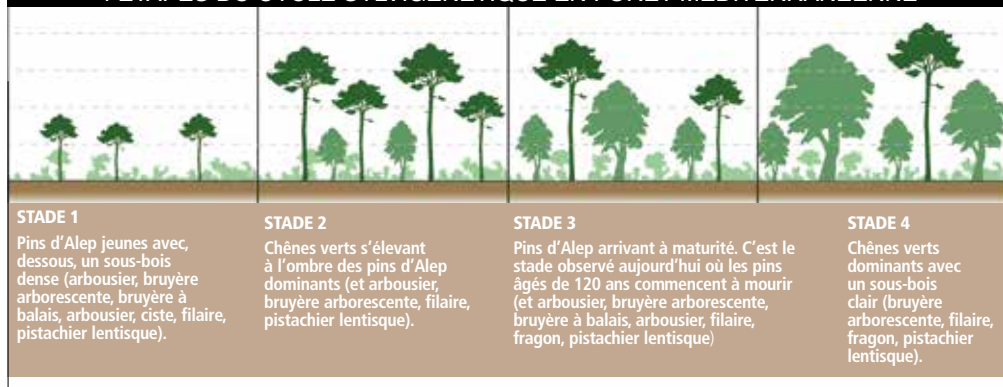 STADE 1
Pins d'Alep jeunes avec,
dessous, un sous-bois
dense (arbousier, bruyère
arborescente, bruyère à
balais, arbousier, ciste, filaire,
pistachier lentisque).
STADE 2
Chênes verts s'élevant
à l'ombre des pins d'Alep
dominants (et arbousier,
bruyère arborescente, filaire,
pistachier lentisque).
STADE 3
Pins d'Alep arrivant à maturité. C'est le
stade observé aujourd'hui où les pins
âgés de 120 ans commencent à mourir
(et arbousier, bruyère arborescente,
bruyère à balais, arbousier, filaire,
fragon, pistachier lentisque)
STADE 4
Chênes verts
dominants avec
un sous-bois
clair (bruyère
arborescente, filaire,
fragon, pistachier
lentisque).